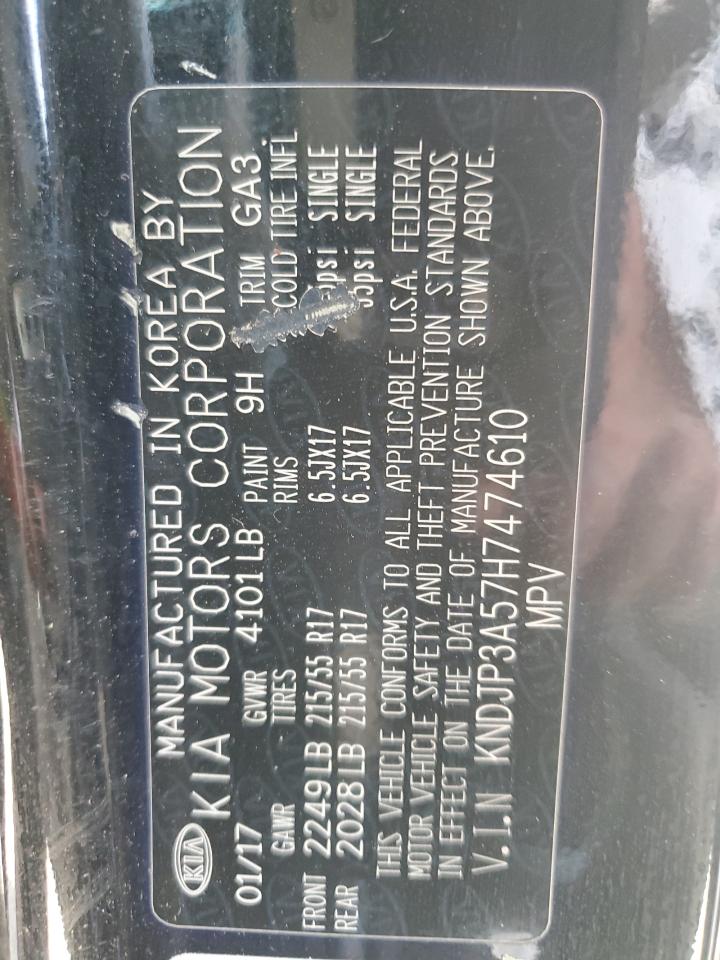 KIA
MANUFACTURED IN KOREA BY
KIA MOTORS CORPORATION
01/17 GVWR 4101LB PAINT 9H TRIM GA3
GAWR TIRES RIMS COLD TIRE INFL.
FRONT 2249LB 215/55 R17 6.5JX17 psi SINGLE
REAR 2028LB 215/55 R17 6.5JX17 psi SINGLE
THIS VEHICLE CONFORMS TO ALL APPLICABLE U.S.A. FEDERAL
MOTOR VEHICLE SAFETY AND THEFT PREVENTION STANDARDS
IN EFFECT ON THE DATE OF MANUFACTURE SHOWN ABOVE.
V.I.N KNDJP3A57H7474610
MPV